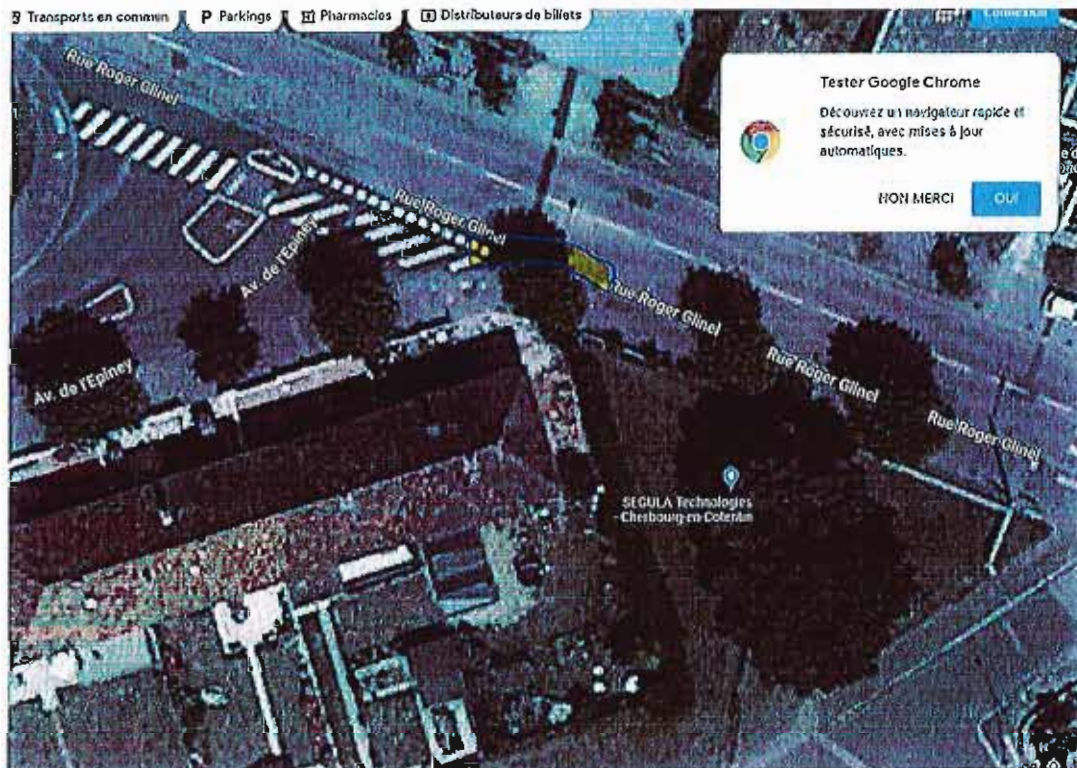 Transports en commun
P Parkings
Pharmacies
Distributeurs de billets
Connexion
Rue Roger Glinel
Tester Google Chrome
Découvrez un navigateur rapide et
sécurisé, avec mises à jour
automatiques.
NON MERCI
OUI
Rue Roger Glinel
Av. de l'Epiney
Rue Roger Glinel
Rue Roger Glinel
Av. de l'Epiney
Rue Roger Glinel
SEGULA Technologies
- Cherbourg-en-Cotentin